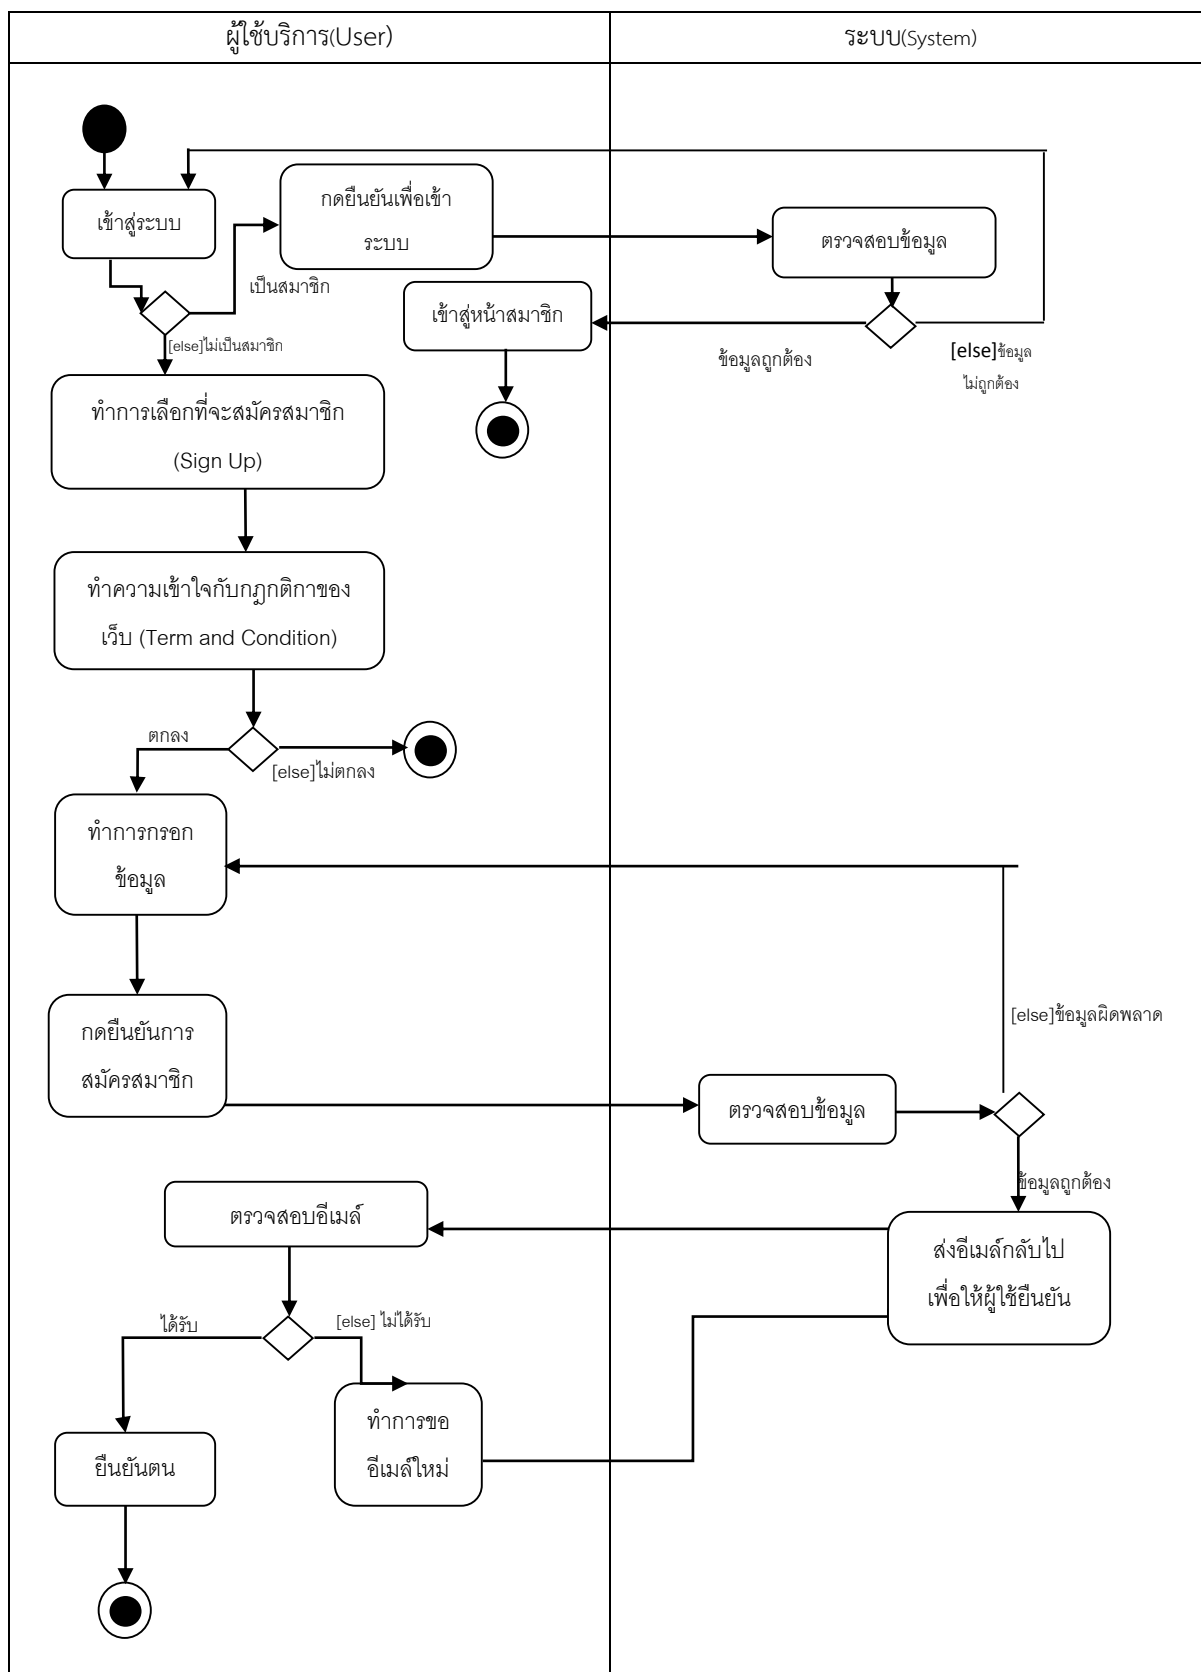 ผู้ใช้บริการ(User)
ระบบ(System)
เข้าสู่ระบบ
กดยืนยันเพื่อเข้า
ระบบ
ตรวจสอบข้อมูล
เป็นสมาชิก
เข้าสู่หน้าสมาชิก
[else]ไม่เป็นสมาชิก
ข้อมูลถูกต้อง
[else]ข้อมูล
ไม่ถูกต้อง
ทำการเลือกที่จะสมัครสมาชิก
(Sign Up)
ทำความเข้าใจกับกฎกติกาของ
เว็บ (Term and Condition)
ตกลง
[else]ไม่ตกลง
ทำการกรอก
ข้อมูล
[else]ข้อมูลผิดพลาด
กดยืนยันการ
สมัครสมาชิก
ตรวจสอบข้อมูล
ข้อมูลถูกต้อง
ตรวจสอบอีเมล์
ส่งอีเมล์กลับไป
เพื่อให้ผู้ใช้ยืนยัน
ได้รับ
[else] ไม่ได้รับ
ทำการขอ
อีเมล์ใหม่
ยืนยันตน